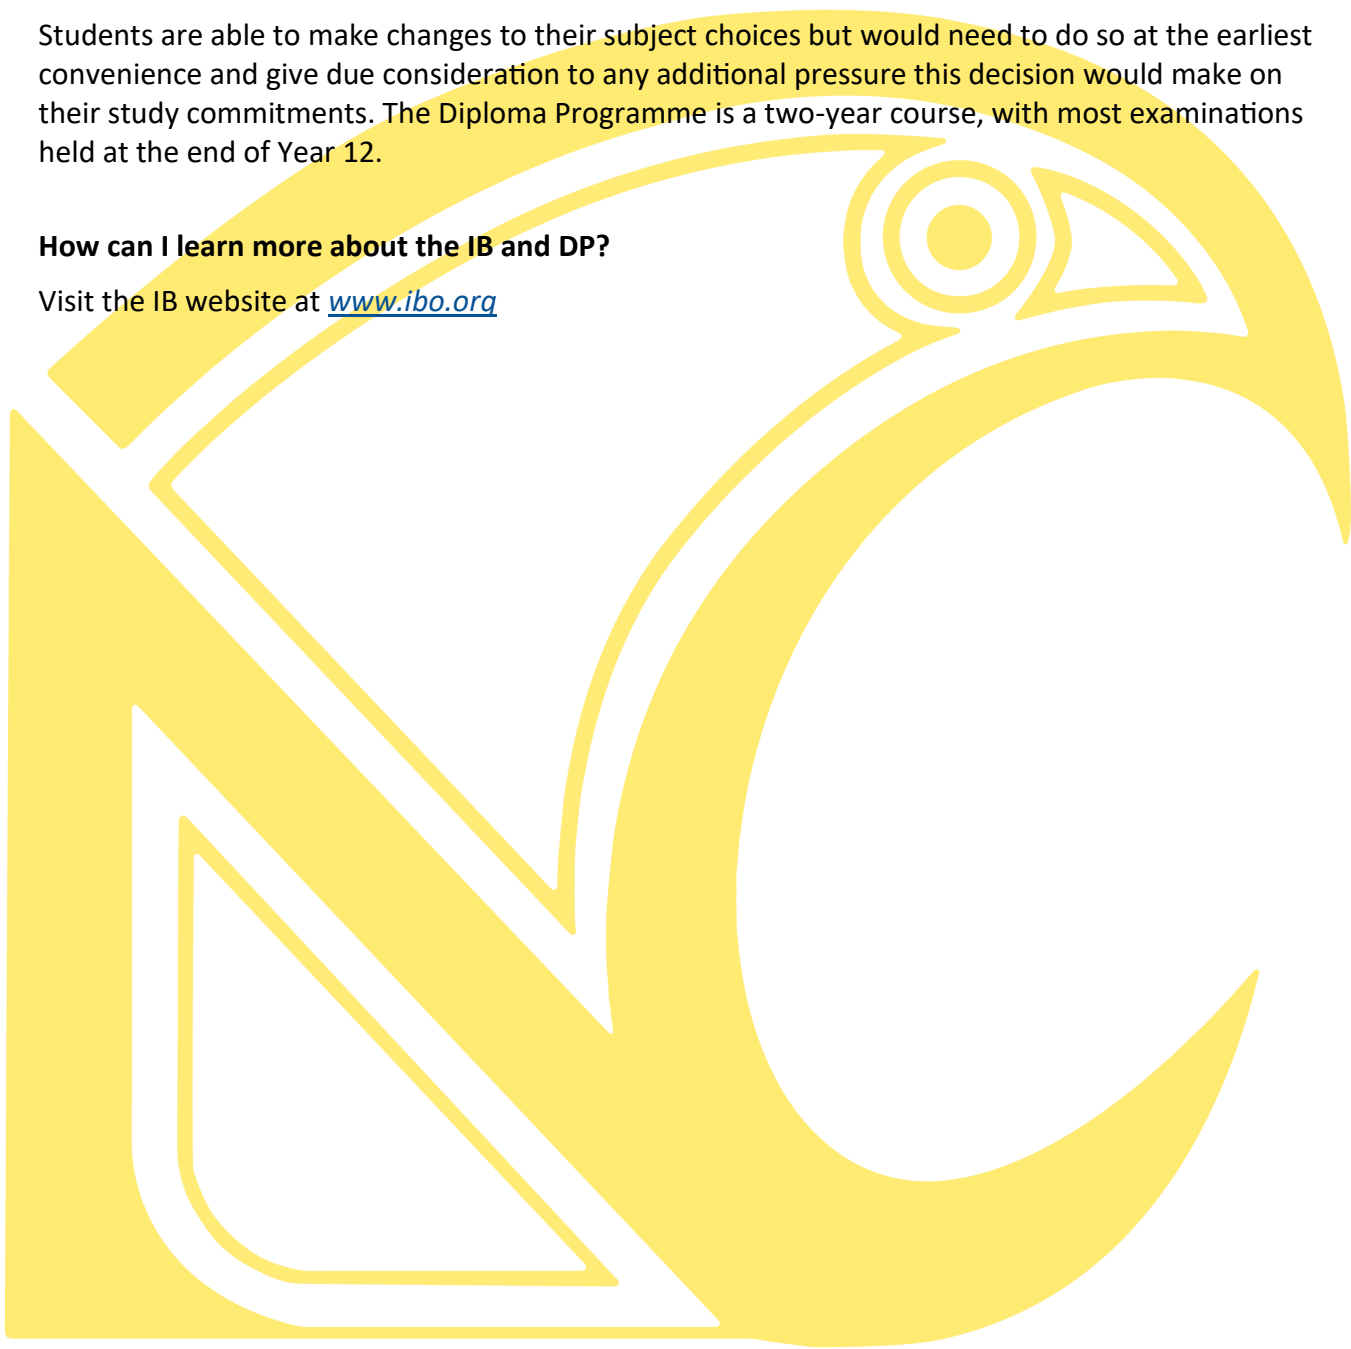 Students are able to make changes to their subject choices but would need to do so at the earliest
convenience and give due consideration to any additional pressure this decision would make on
their study commitments. The Diploma Programme is a two-year course, with most examinations
held at the end of Year 12.
How can I learn more about the IB and DP?
Visit the IB website at www.ibo.org